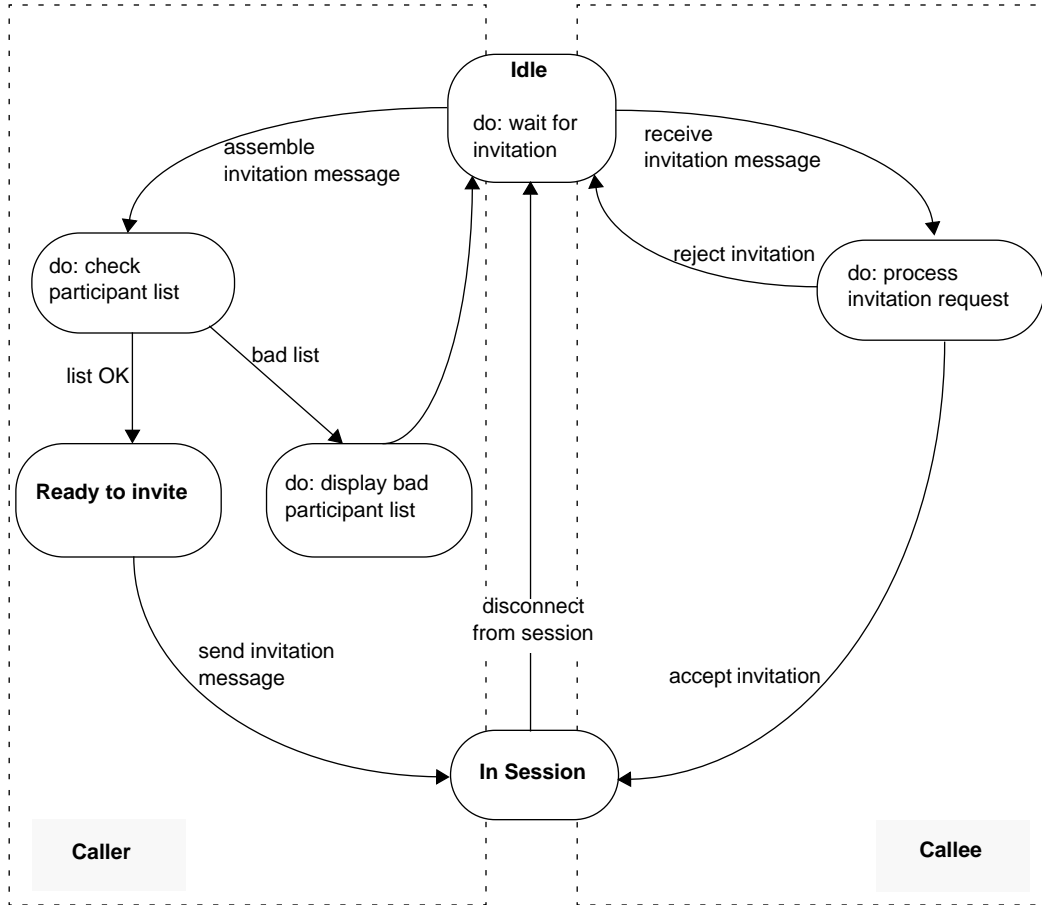 Idle
do: wait for
invitation
assemble
invitation message
receive
invitation message
do: check
participant list
reject invitation
do: process
invitation request
list OK
bad list
Ready to invite
do: display bad
participant list
disconnect
from session
send invitation
message
accept invitation
In Session
Caller
Callee